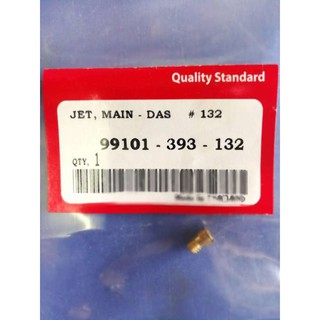 Quality Standard
JET, MAIN - DAS # 132
99101 - 393 - 132
QTY. 1